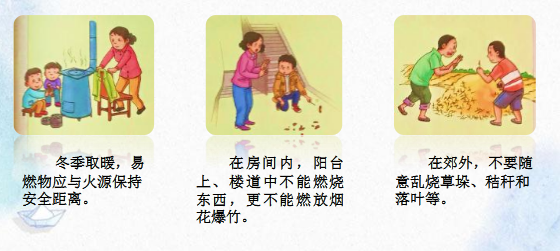 冬季取暖，易
燃物应与火源保持
安全距离。
在房间内，阳台
上、楼道中不能燃烧
东西，更不能燃放烟
花爆竹。
在郊外，不要随
意乱烧草垛、秸秆和
落叶等。